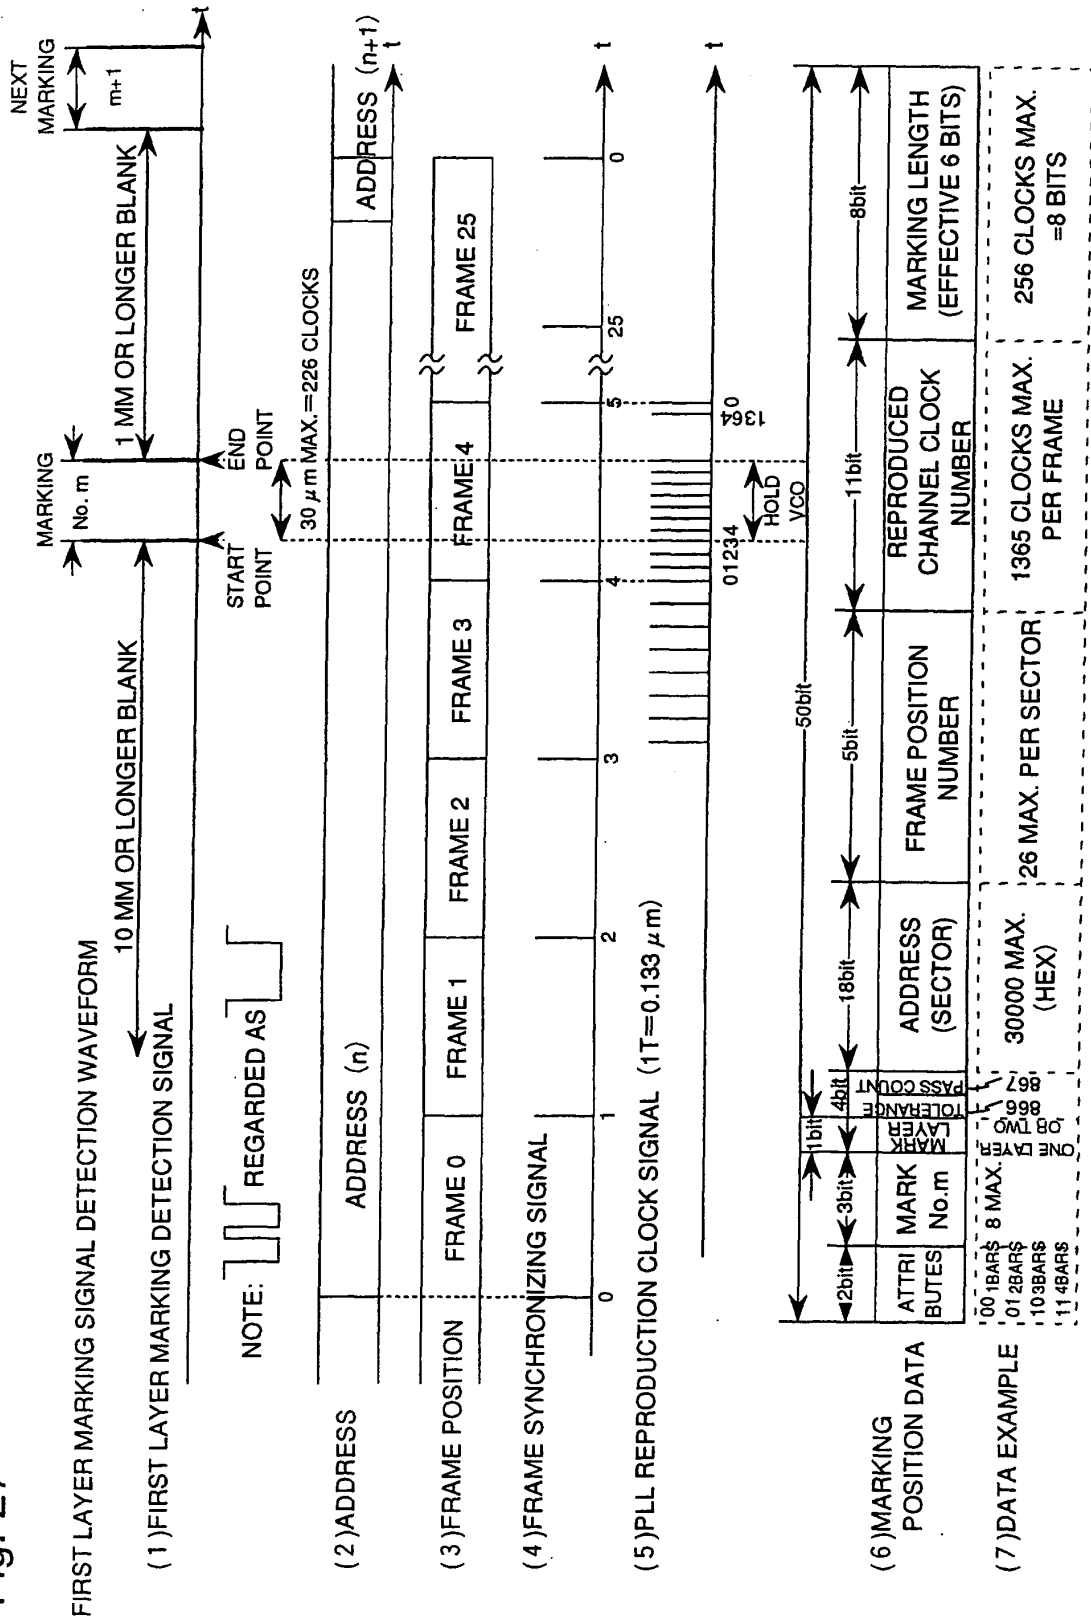 FIRST LAYER MARKING SIGNAL DETECTION WAVEFORM
(1)FIRST LAYER MARKING DETECTION SIGNAL
10 MM OR LONGER BLANK
MARKING
No. m
1 MM OR LONGER BLANK
NEXT
MARKING
m+1
t
START
POINT
END
POINT
NOTE:
REGARDED AS
30 μm MAX.=226 CLOCKS
(2)ADDRESS
ADDRESS (n)
ADDRESS (n+1)
t
(3)FRAME POSITION
FRAME 0
FRAME 1
FRAME 2
FRAME 3
FRAME 4
FRAME 25
(4)FRAME SYNCHRONIZING SIGNAL
0
1
2
3
4
5
25
0
t
(5)PLL REPRODUCTION CLOCK SIGNAL (1T=0.133 μm)
01234
HOLD
VCO
1364
0
t
50bit
2bit
3bit
1bit
4bit
18bit
5bit
11bit
8bit
(6)MARKING
POSITION DATA
ATTRI
BUTES
MARK
No.m
MARK
LAYER
TOLERANCE
PASS COUNT
ADDRESS
(SECTOR)
FRAME POSITION
NUMBER
REPRODUCED
CHANNEL CLOCK
NUMBER
MARKING LENGTH
(EFFECTIVE 6 BITS)
(7)DATA EXAMPLE
00 1BARS
01 2BARS
10 3BARS
11 4BARS
8 MAX.
ONE LAYER
OR TWO
866
867
30000 MAX.
(HEX)
26 MAX. PER SECTOR
1365 CLOCKS MAX.
PER FRAME
256 CLOCKS MAX.
=8 BITS